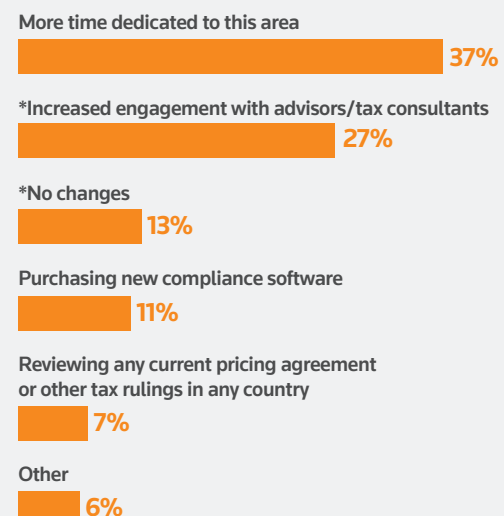 More time dedicated to this area
37%
*Increased engagement with advisors/tax consultants
27%
*No changes
13%
Purchasing new compliance software
11%
Reviewing any current pricing agreement
or other tax rulings in any country
7%
Other
6%